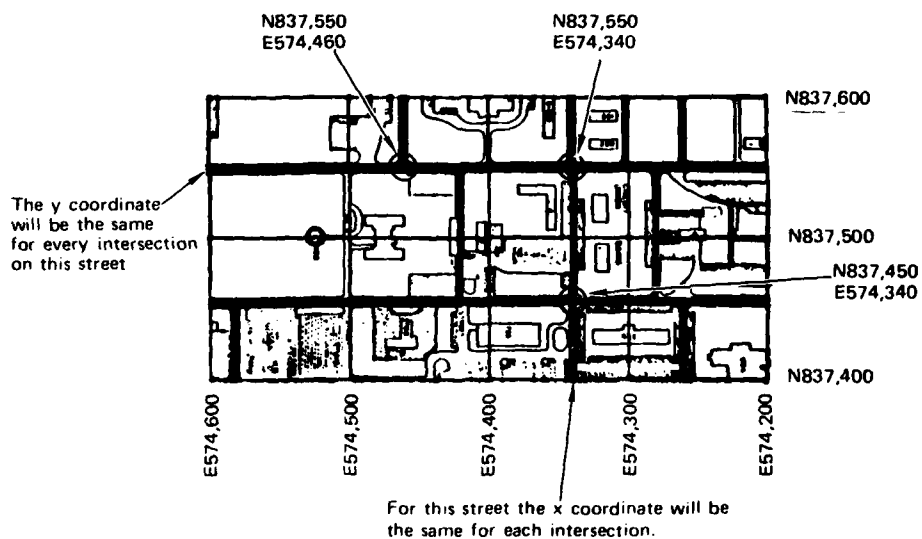 N837,550
E574,460
N837,550
E574,340
N837,600
The y coordinate
will be the same
for every intersection
on this street
N837,500
N837,450
E574,340
N837,400
E574,600
E574,500
E574,400
E574,300
E574,200
For this street the x coordinate will be
the same for each intersection.